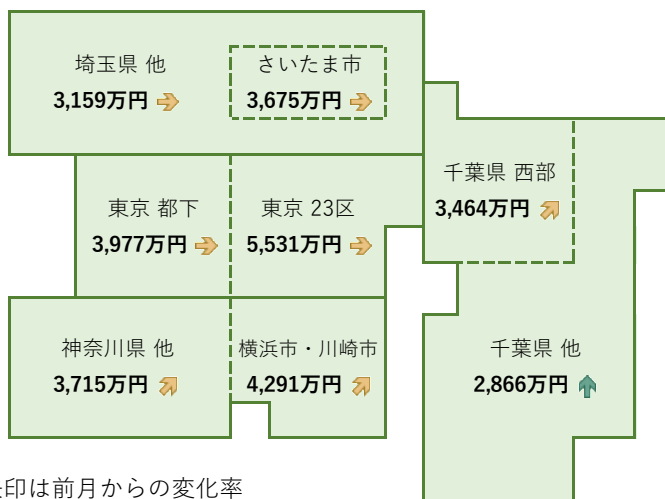 埼玉県 他
3,159万円
さいたま市
3,675万円
千葉県 西部
3,464万円
東京 都下
3,977万円
東京 23区
5,531万円
神奈川県 他
3,715万円
横浜市・川崎市
4,291万円
千葉県 他
2,866万円
印は前月からの変化率